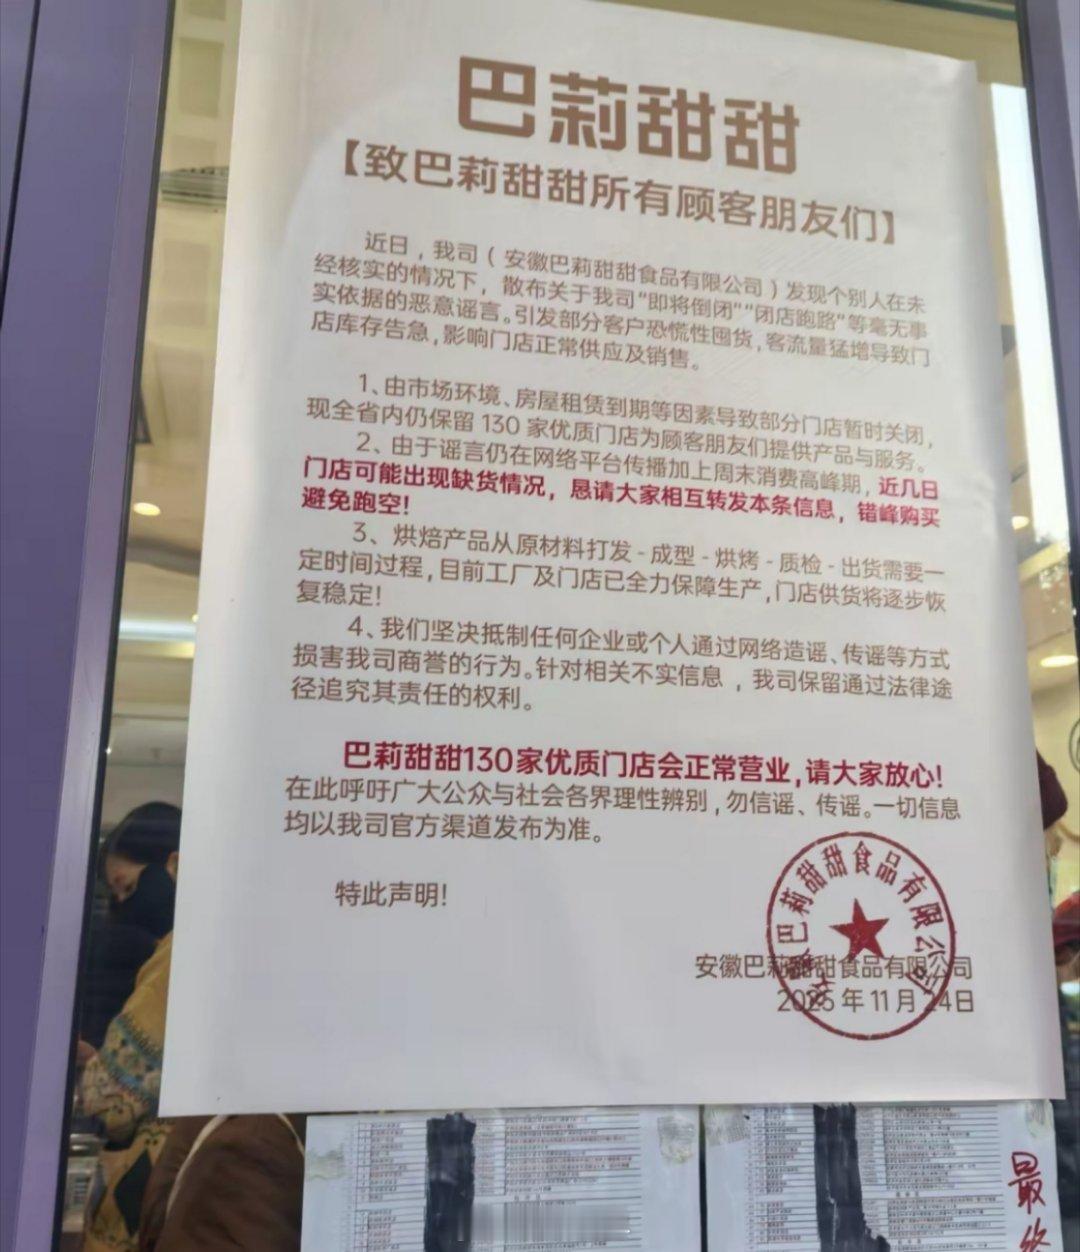 巴莉甜甜
【致巴莉甜甜所有顾客朋友们】
近日，我司（安徽巴莉甜甜食品有限公司）发现个别人在未
经核实的情况下，散布关于我司“即将倒闭”“闭店跑路”等毫无事
实依据的恶意谣言。引发部分客户恐慌性囤货，客流量猛增导致门
店库存告急，影响门店正常供应及销售。
1、由市场环境、房屋租赁到期等因素导致部分门店暂时关闭，
现全省内仍保留 130 家优质门店为顾客朋友们提供产品与服务。
2、由于谣言仍在网络平台传播加上周末消费高峰期，近几日
门店可能出现缺货情况，恳请大家相互转发本条信息，错峰购买
避免跑空！
3、烘焙产品从原材料打发 - 成型 - 烘烤 - 质检 - 出货需要一
定时间过程，目前工厂及门店已全力保障生产，门店供货将逐步恢
复稳定！
4、我们坚决抵制任何企业或个人通过网络造谣、传谣等方式
损害我司商誉的行为。针对相关不实信息，我司保留通过法律途
径追究其责任的权利。
巴莉甜甜130家优质门店会正常营业，请大家放心！
在此呼吁广大公众与社会各界理性辨别，勿信谣、传谣。一切信息
均以我司官方渠道发布为准。
特此声明！
安徽巴莉甜甜食品有限公司
2025 年 11 月 24日
巴莉甜甜食品有限公司
最终